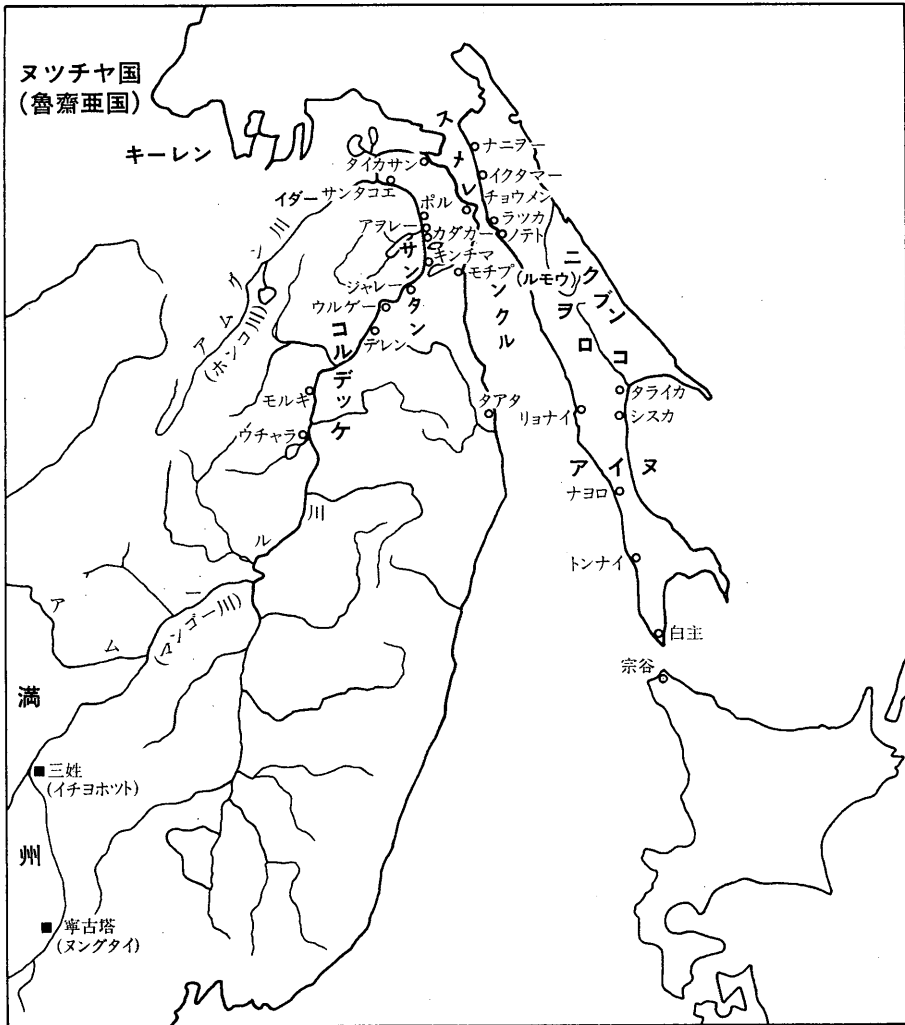 ヌツチヤ国
(魯齋亜国)
キーレン
スメレンクル
ナニヲー
タイカサン
イクタマー
イダー
サンタコエ
チョウメン
ポル
ラツカ
アヲレー
カダカー
ノテト
キンチマ
モチプ
(ルモウ)
ニクブン
ヲロコ
サンタン
ジャレー
ウルゲー
デレン
コルデッケ
アムグン川
(ホンコ川)
モルキ
ウチャラ
タアタ
リョナイ
タライカ
シスカ
アイヌ
ナヨロ
トンナイ
白主
宗谷
アムール川
(マンゴー川)
満州
三姓
(イチヨホツト)
寧古塔
(ヌングタイ)